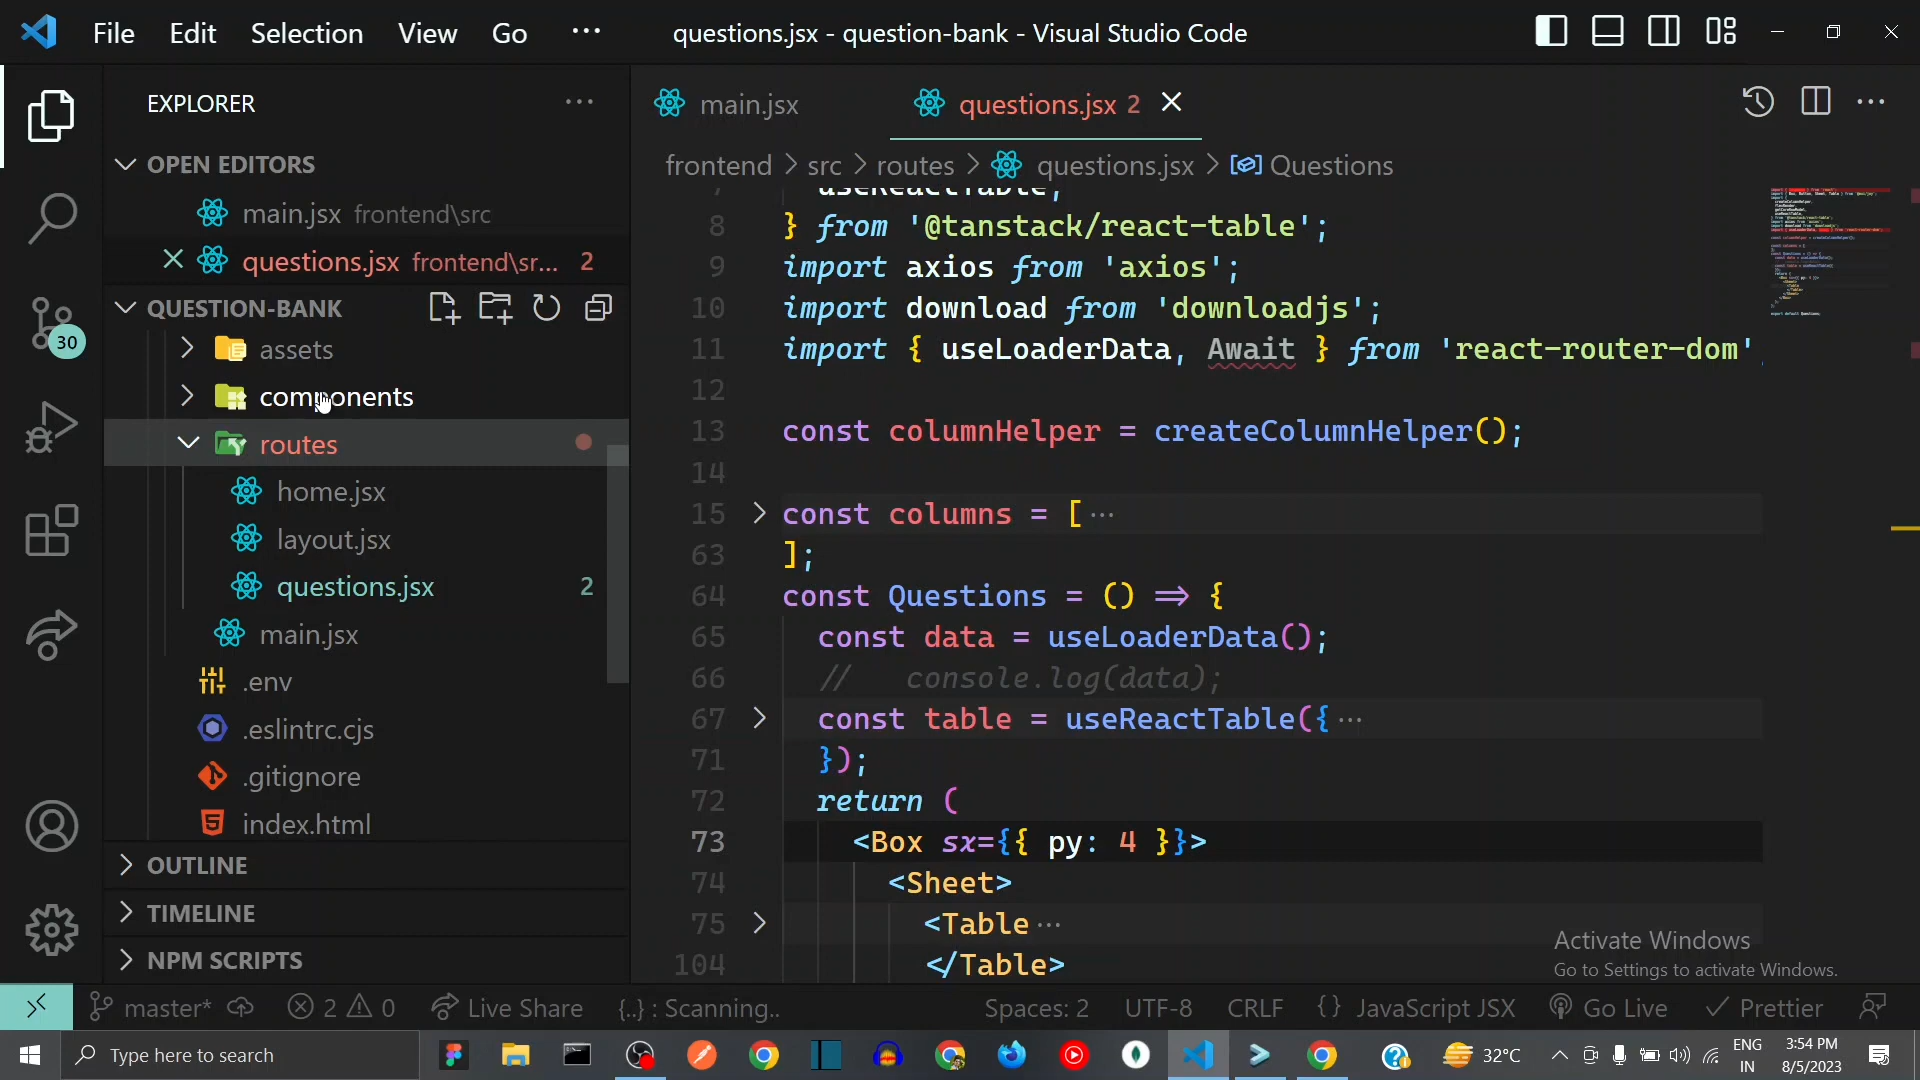 File Edit Selection View Go ··· questions.jsx - question-bank - Visual Studio Code
EXPLORER ···
OPEN EDITORS
main.jsx frontend\src
questions.jsx frontend\sr... 2
QUESTION-BANK
assets
components
routes
home.jsx
layout.jsx
questions.jsx 2
main.jsx
.env
.eslintrc.cjs
.gitignore
index.html
OUTLINE
TIMELINE
NPM SCRIPTS
30
main.jsx questions.jsx 2
frontend > src > routes > questions.jsx > Questions
7 useReactTable,
8 } from '@tanstack/react-table';
9 import axios from 'axios';
10 import download from 'downloadjs';
11 import { useLoaderData, Await } from 'react-router-dom'
12
13 const columnHelper = createColumnHelper();
14
15 const columns = [···
63 ];
64 const Questions = () => {
65 const data = useLoaderData();
66 // console.log(data);
67 const table = useReactTable({···
71 });
72 return (
73 <Box sx={{ py: 4 }}>
74 <Sheet>
75 <Table···
104 </Table>
Activate Windows
Go to Settings to activate Windows.
master* 2 0 Live Share {..} : Scanning.. Spaces: 2 UTF-8 CRLF {} JavaScript JSX Go Live Prettier
Type here to search 32°C ENG IN 3:54 PM 8/5/2023